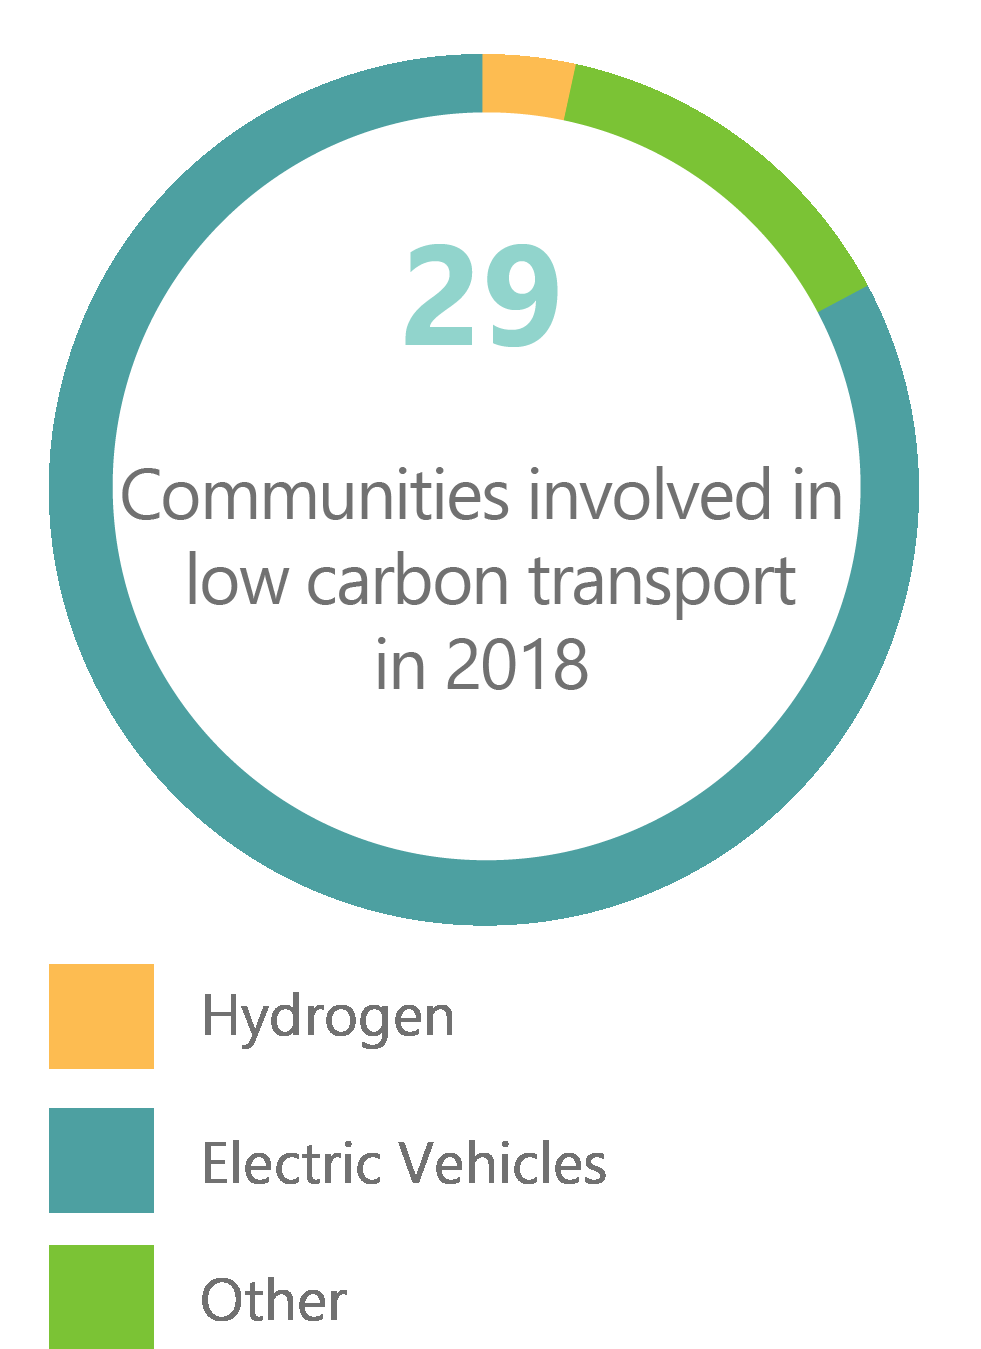 29
Communities involved in
low carbon transport
in 2018
Hydrogen
Electric Vehicles
Other